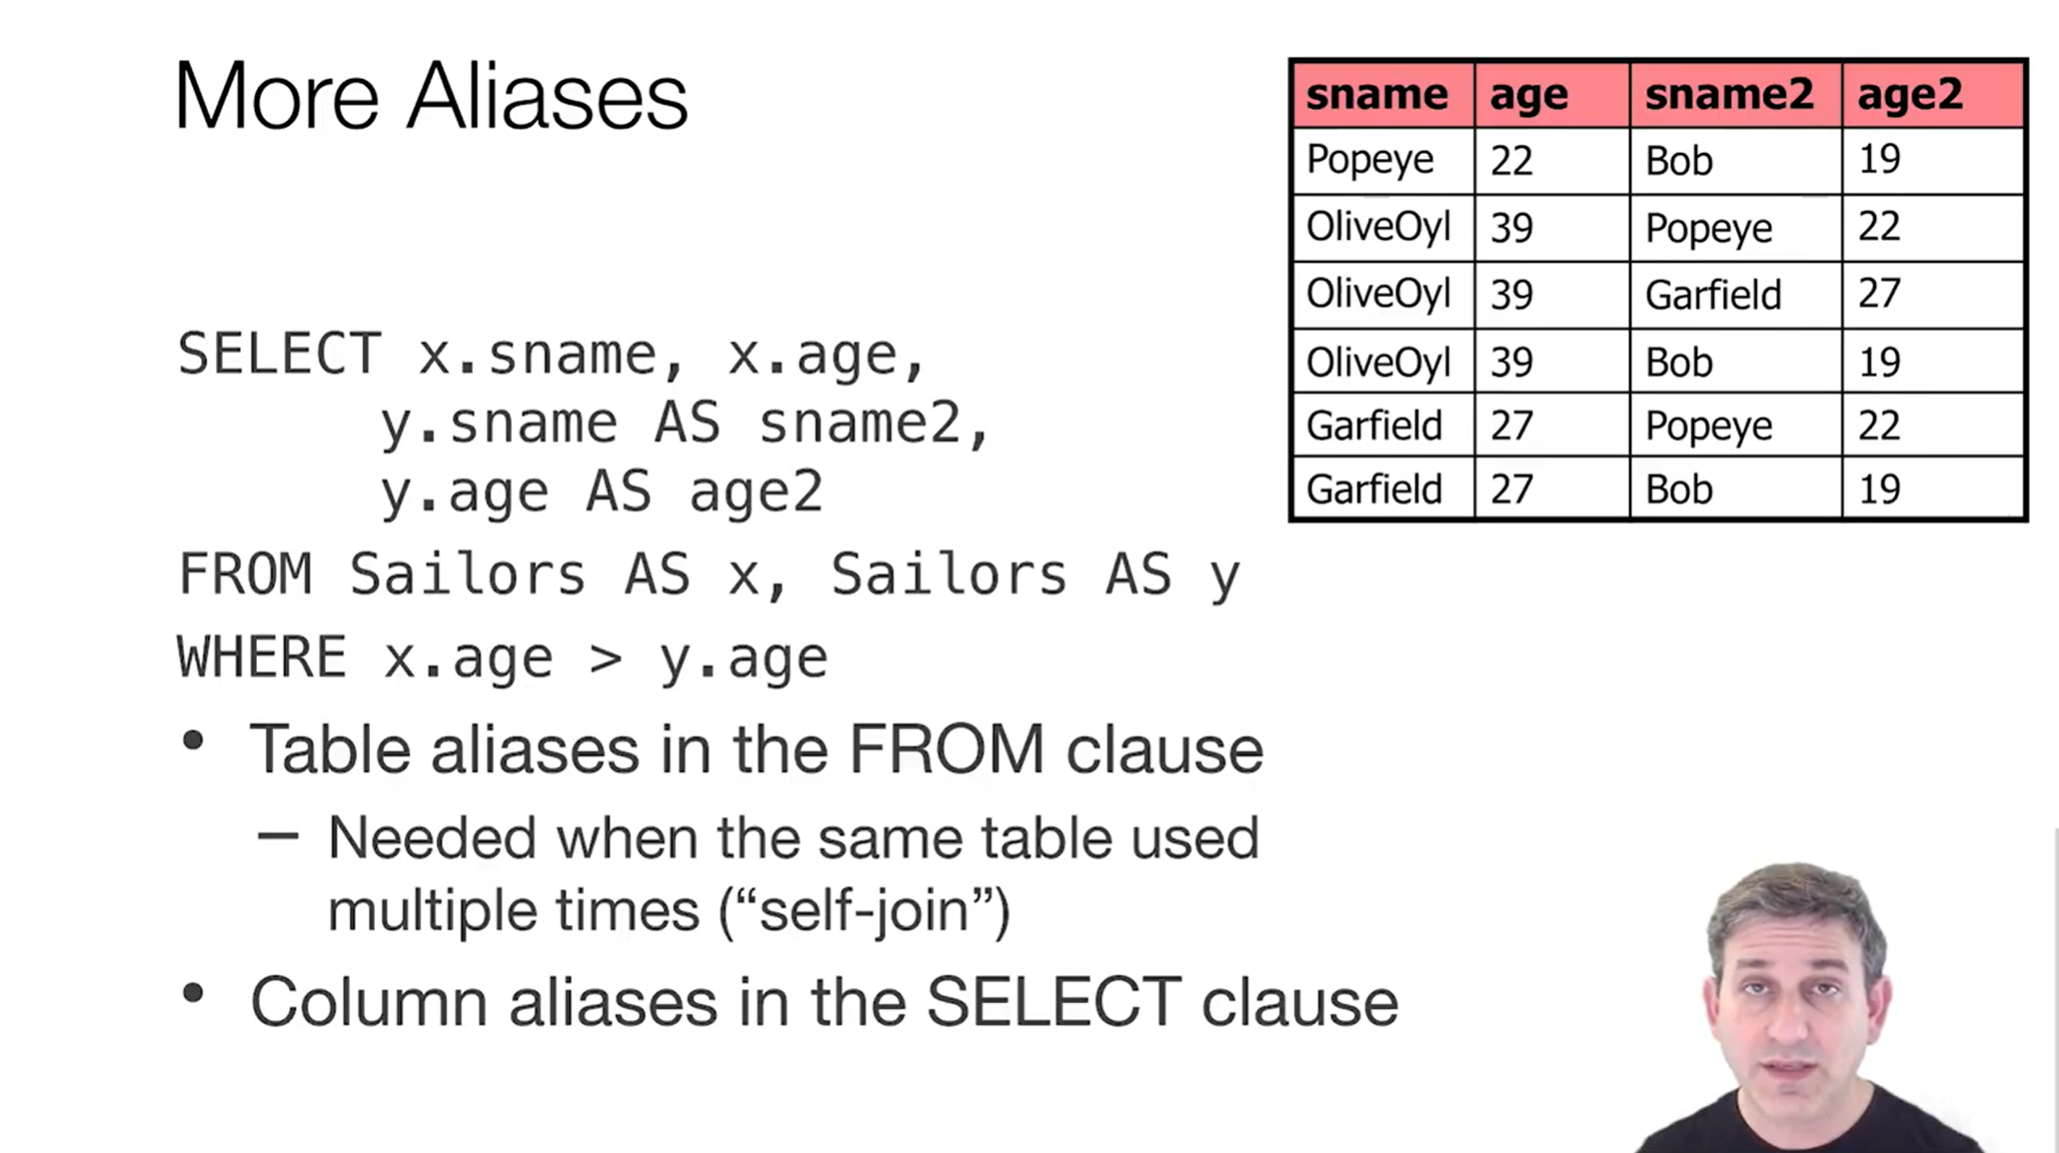 More Aliases
SELECT x.sname, x.age,
y.sname AS sname2,
y.age AS age2
FROM Sailors AS x, Sailors AS y
WHERE x.age > y.age
• Table aliases in the FROM clause
– Needed when the same table used
multiple times (“self-join”)
• Column aliases in the SELECT clause
sname age sname2 age2
Popeye 22 Bob 19
OliveOyl 39 Popeye 22
OliveOyl 39 Garfield 27
OliveOyl 39 Bob 19
Garfield 27 Popeye 22
Garfield 27 Bob 19